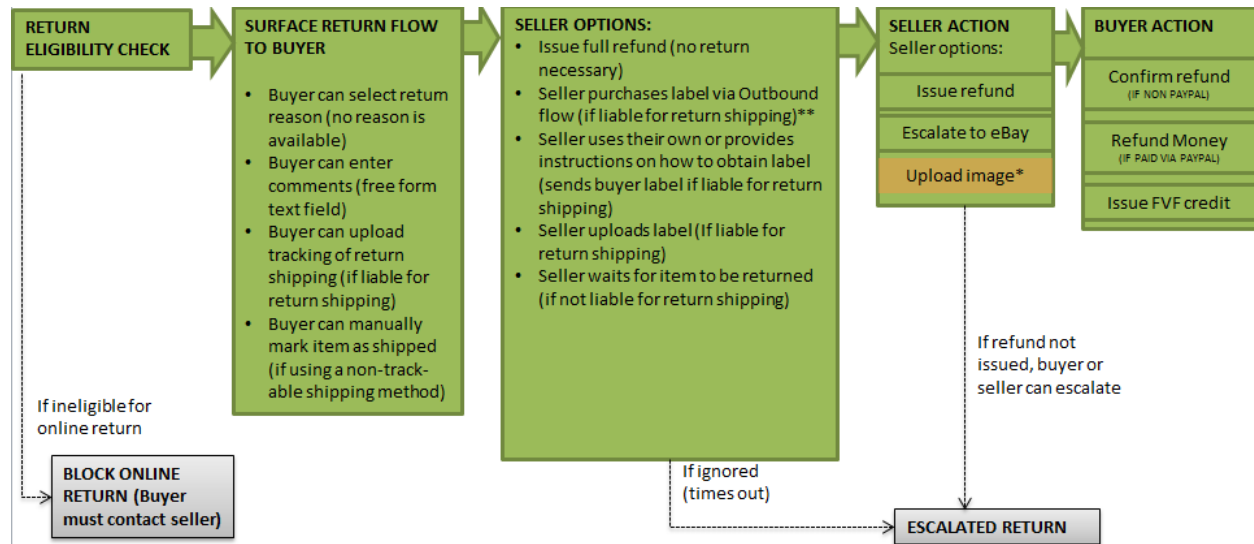 RETURN
ELIGIBILITY CHECK
SURFACE RETURN FLOW
TO BUYER
• Buyer can select return
reason (no reason is
available)
• Buyer can enter
comments (free form
text field)
• Buyer can upload
tracking of return
shipping (if liable for
return shipping)
• Buyer can manually
mark item as shipped
(if using a non-track-
able shipping method)
SELLER OPTIONS:
• Issue full refund (no return
necessary)
• Seller purchases label via Outbound
flow (if liable for return shipping)**
• Seller uses their own or provides
instructions on how to obtain label
(sends buyer label if liable for return
shipping)
• Seller uploads label (If liable for
return shipping)
• Seller waits for item to be returned
(if not liable for return shipping)
SELLER ACTION
Seller options:
Issue refund
Escalate to eBay
Upload image*
BUYER ACTION
Confirm refund
(IF NON PAYPAL)
Refund Money
(IF PAID VIA PAYPAL)
Issue FVF credit
If ineligible for
online return
BLOCK ONLINE
RETURN (Buyer
must contact seller)
If ignored
(times out)
If refund not
issued, buyer or
seller can escalate
ESCALATED RETURN